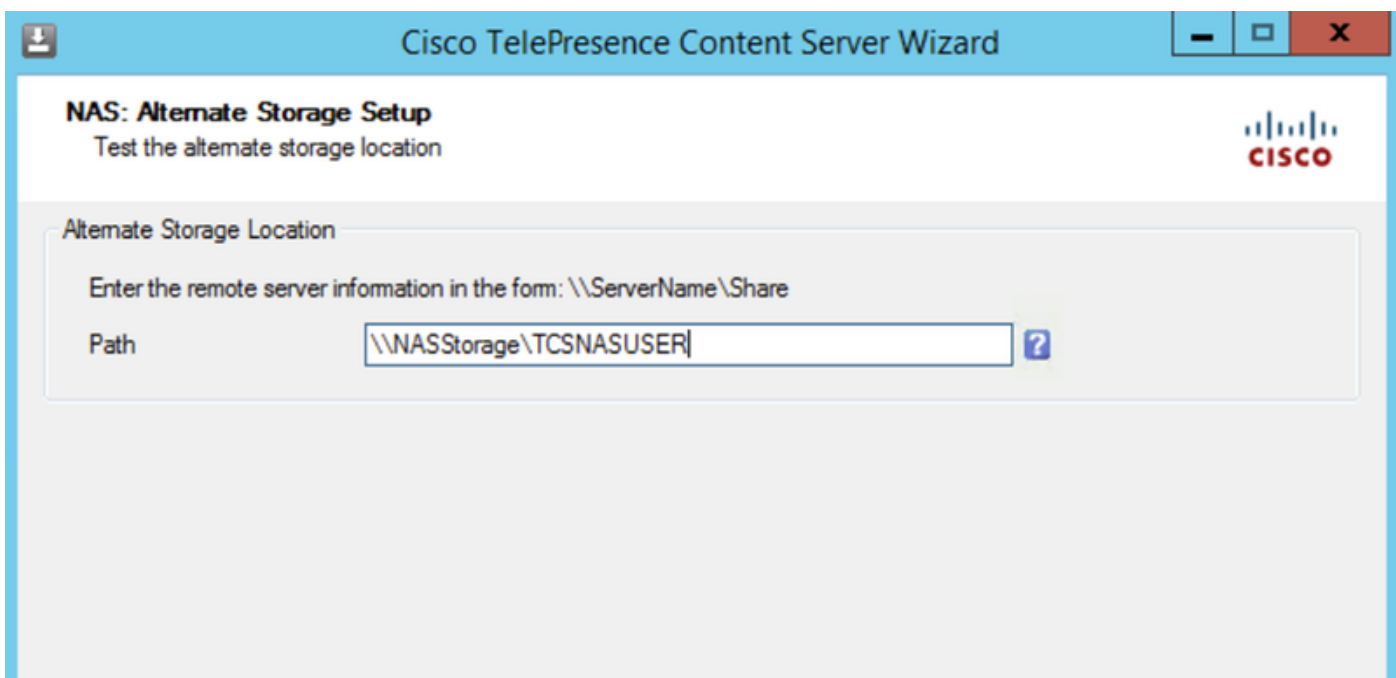 Cisco TelePresence Content Server Wizard
NAS: Alternate Storage Setup
Test the alternate storage location
CISCO
Alternate Storage Location
Enter the remote server information in the form: \\ServerName\Share
Path \\NASStorage\TCSNASUSER ?